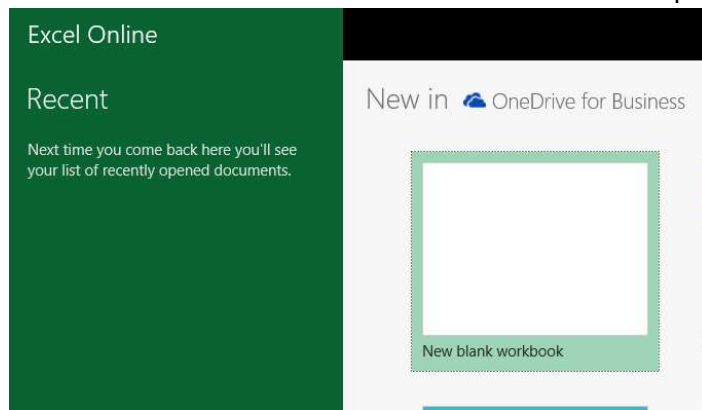 Excel Online
Recent
Next time you come back here you'll see
your list of recently opened documents.
New in OneDrive for Business
New blank workbook